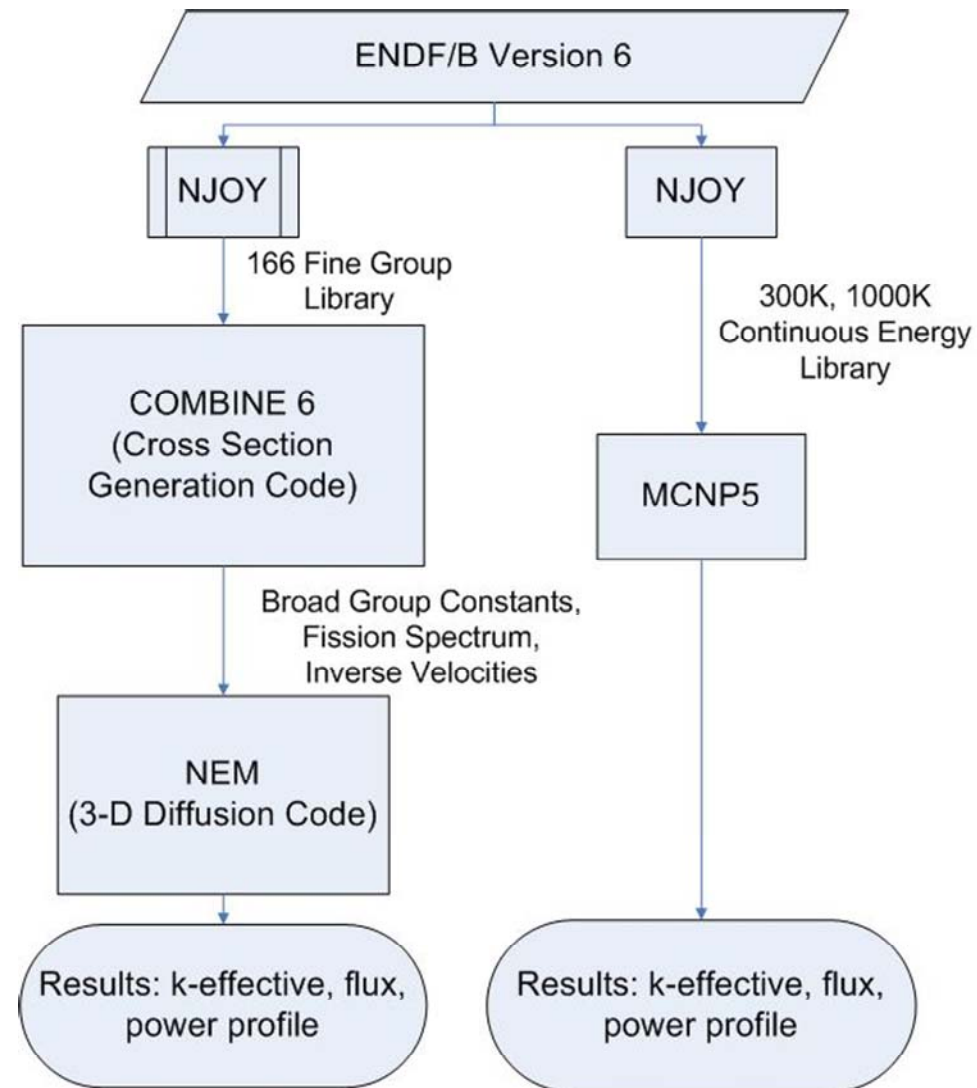 ENDF/B Version 6
NJOY
166 Fine Group
Library
COMBINE 6
(Cross Section
Generation Code)
Broad Group Constants,
Fission Spectrum,
Inverse Velocities
NEM
(3-D Diffusion Code)
Results: k-effective, flux,
power profile
NJOY
300K, 1000K
Continuous Energy
Library
MCNP5
Results: k-effective, flux,
power profile